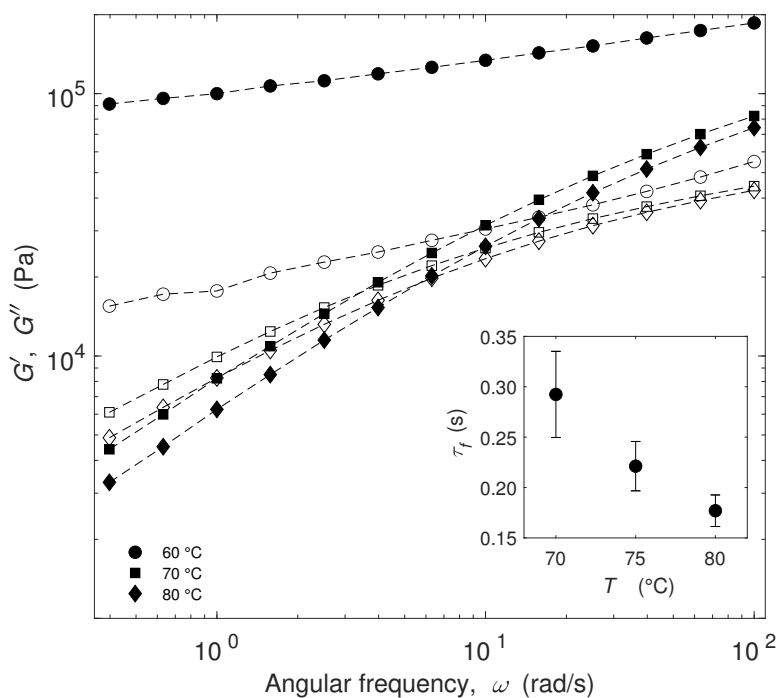 10^5
10^4
G′, G″ (Pa)
0.35
0.30
0.25
0.20
0.15
τ_f (s)
70 75 80
T (°C)
60 °C
70 °C
80 °C
10^0 10^1 10^2
Angular frequency, ω (rad/s)